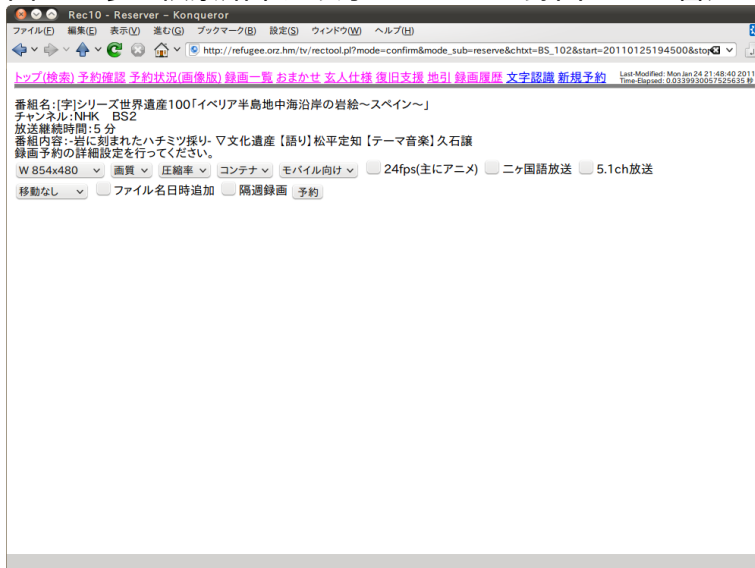 Rec10 - Reserver – Konqueror
ファイル(F) 編集(E) 表示(V) 進む(G) ブックマーク(B) 設定(S) ウィンドウ(W) ヘルプ(H)
http://refugee.orz.hm/tv/rectool.pl?mode=confirm&mode_sub=reserve&chtxt=BS_102&start=20110125194500&stop
トップ(検索) 予約確認 予約状況(画像版) 録画一覧 おまかせ 玄人仕様 復旧支援 地引 録画履歴 文字認識 新規予約
Last-Modified: Mon Jan 24 21:48:40 2011
Time-Elapsed: 0.0339930057525635 秒
番組名:[字]シリーズ世界遺産100「イベリア半島地中海沿岸の岩絵～スペイン～」
チャンネル:NHK BS2
放送継続時間:5 分
番組内容:-岩に刻まれたハチミツ採り- ▽文化遺産 【語り】松平定知 【テーマ音楽】久石譲
録画予約の詳細設定を行ってください。
W 854x480 画質 圧縮率 コンテナ モバイル向け 24fps(主にアニメ) 二ヶ国語放送 5.1ch放送
移動なし ファイル名日時追加 隔週録画 予約